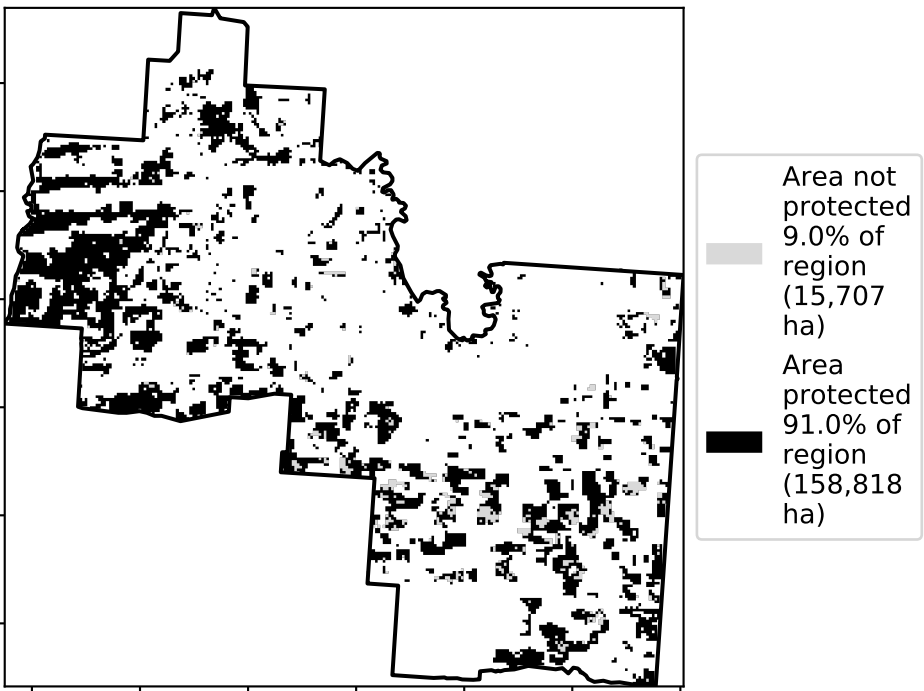 Area not
protected
9.0% of
region
(15,707
ha)
Area
protected
91.0% of
region
(158,818
ha)